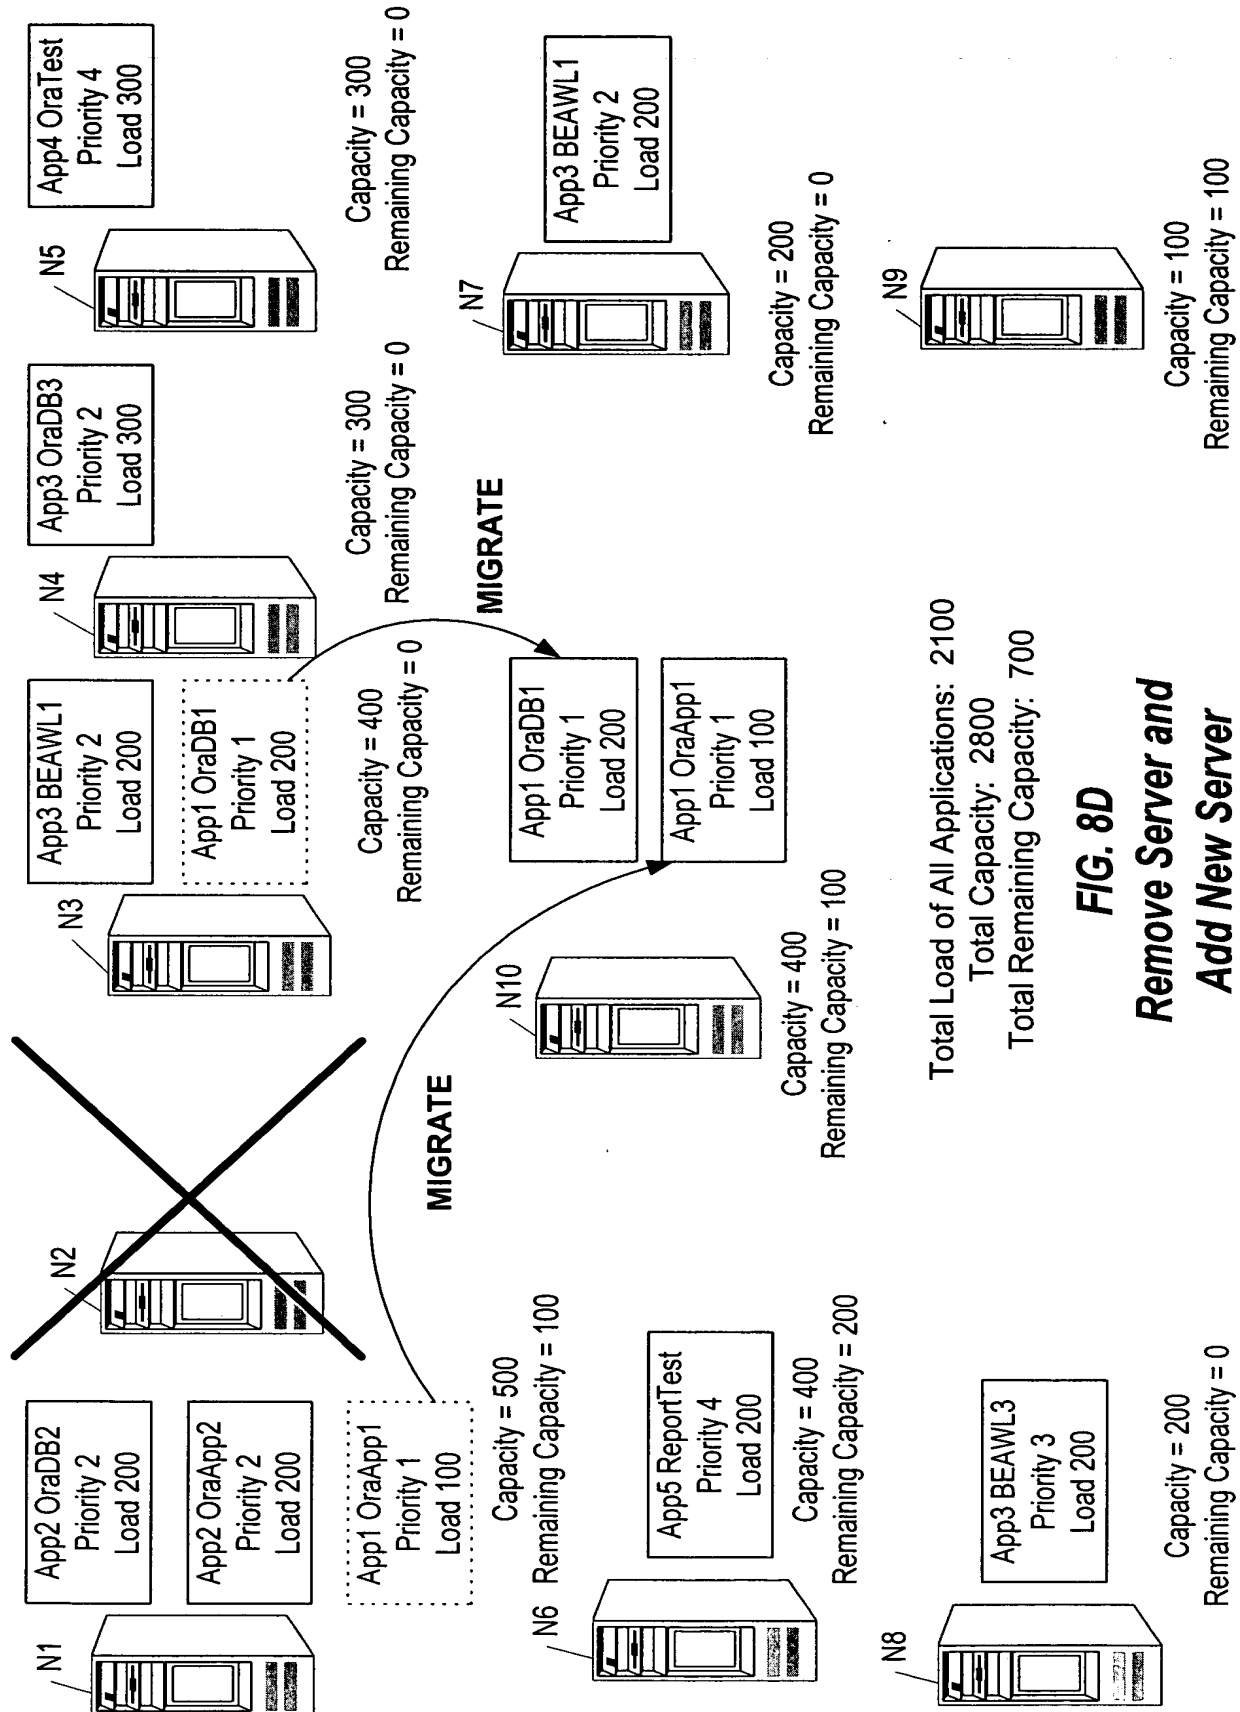 N1
App2 OraDB2
Priority 2
Load 200
App2 OraApp2
Priority 2
Load 200
App1 OraApp1
Priority 1
Load 100
Capacity = 500
Remaining Capacity = 100
N2
N3
App3 BEAWL1
Priority 2
Load 200
App1 OraDB1
Priority 1
Load 200
Capacity = 400
Remaining Capacity = 0
N4
App3 OraDB3
Priority 2
Load 300
Capacity = 300
Remaining Capacity = 0
N5
App4 OraTest
Priority 4
Load 300
Capacity = 300
Remaining Capacity = 0
MIGRATE
MIGRATE
N6
App5 ReportTest
Priority 4
Load 200
Capacity = 400
Remaining Capacity = 200
N10
App1 OraDB1
Priority 1
Load 200
App1 OraApp1
Priority 1
Load 100
Capacity = 400
Remaining Capacity = 100
N7
App3 BEAWL1
Priority 2
Load 200
Capacity = 200
Remaining Capacity = 0
N8
App3 BEAWL3
Priority 3
Load 200
Capacity = 200
Remaining Capacity = 0
Total Load of All Applications: 2100
Total Capacity: 2800
Total Remaining Capacity: 700
N9
Capacity = 100
Remaining Capacity = 100
FIG. 8D
Remove Server and
Add New Server